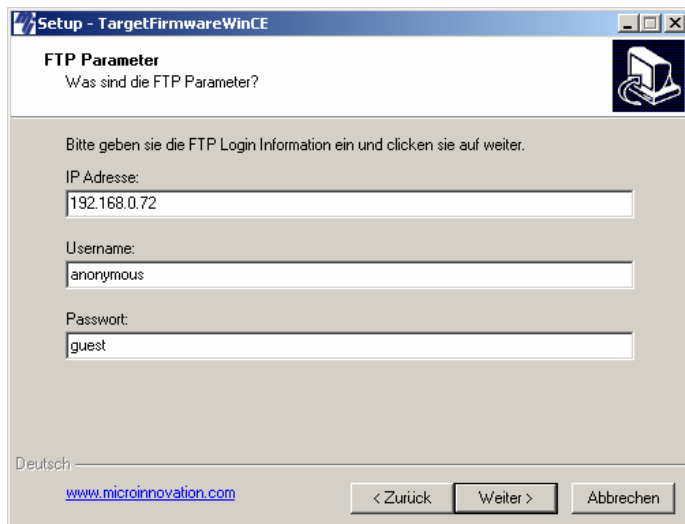 Setup - TargetFirmwareWinCE
FTP Parameter
Was sind die FTP Parameter?
Bitte geben sie die FTP Login Information ein und clicken sie auf weiter.
IP Adresse:
192.168.0.72
Username:
anonymous
Passwort:
guest
Deutsch
www.microinnovation.com
< Zurück
Weiter >
Abbrechen